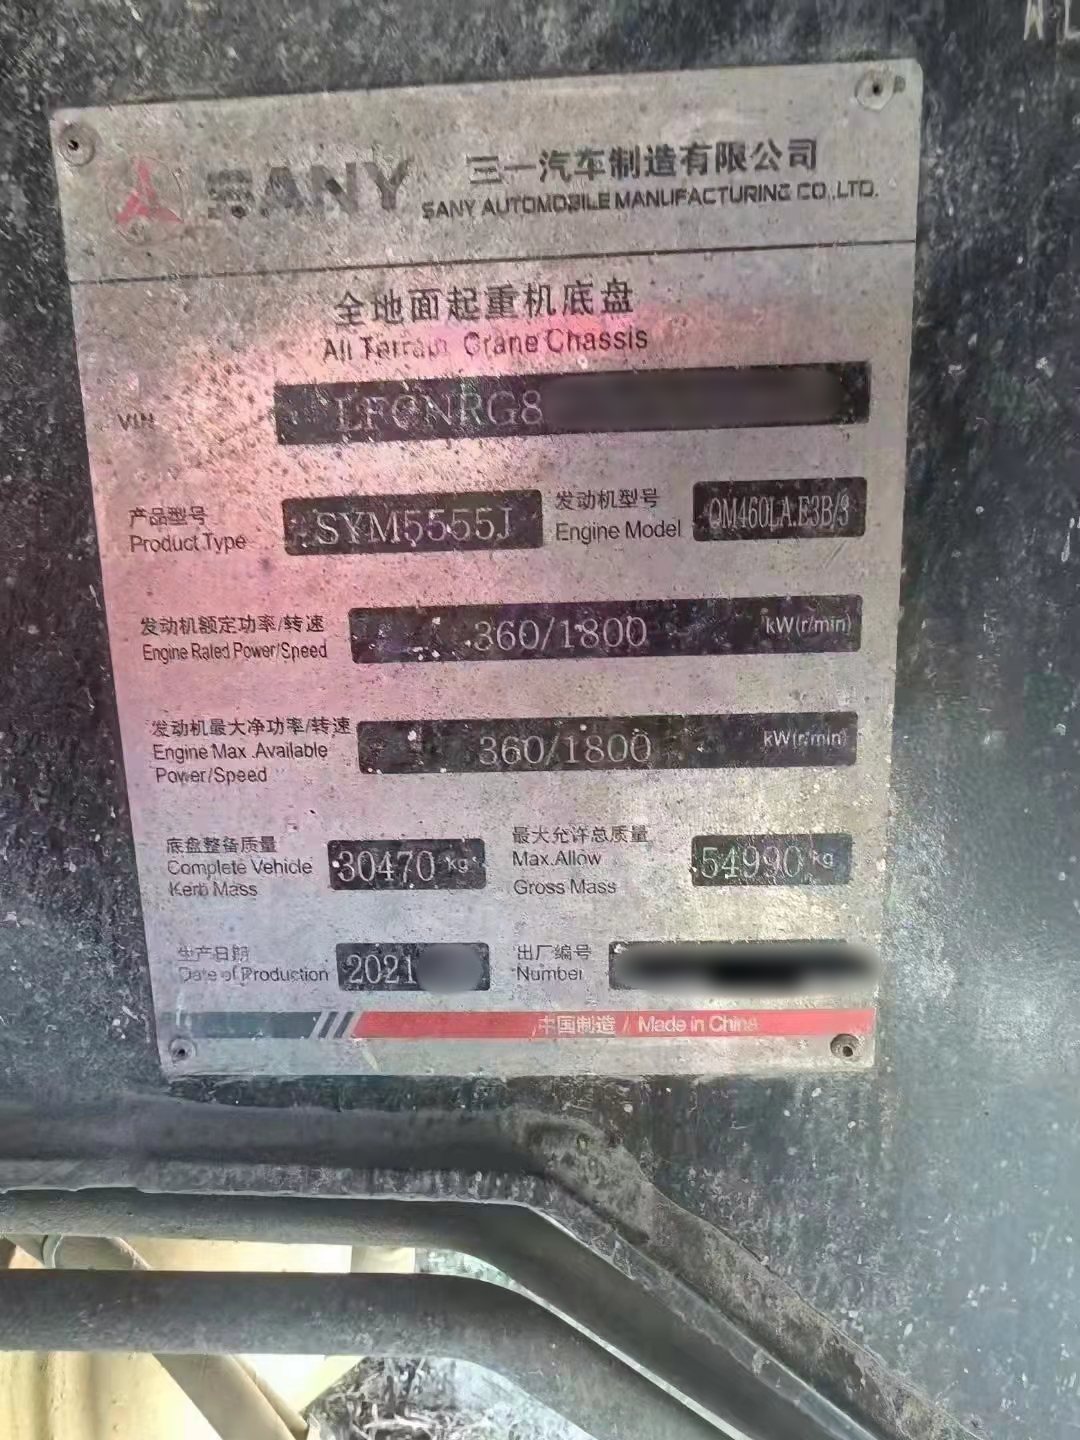 SANY
三一汽车制造有限公司
SANY AUTOMOBILE MANUFACTURING CO.,LTD.
全地面起重机底盘
All Terrain Crane Chassis
VIN LFCNRG8
产品型号 Product Type SYM5555J
发动机型号 Engine Model OM460LA.E3B/3
发动机额定功率/转速 Engine Rated Power/Speed 360/1800 kW(r/min)
发动机最大净功率/转速 Engine Max .Available Power/Speed 360/1800 kW(r/min)
底盘整备质量 Complete Vehicle Kerb Mass 30470 kg
最大允许总质量 Max.Allow Gross Mass 54990 kg
生产日期 Date of Production 2021
出厂编号 Number
中国制造 / Made in China